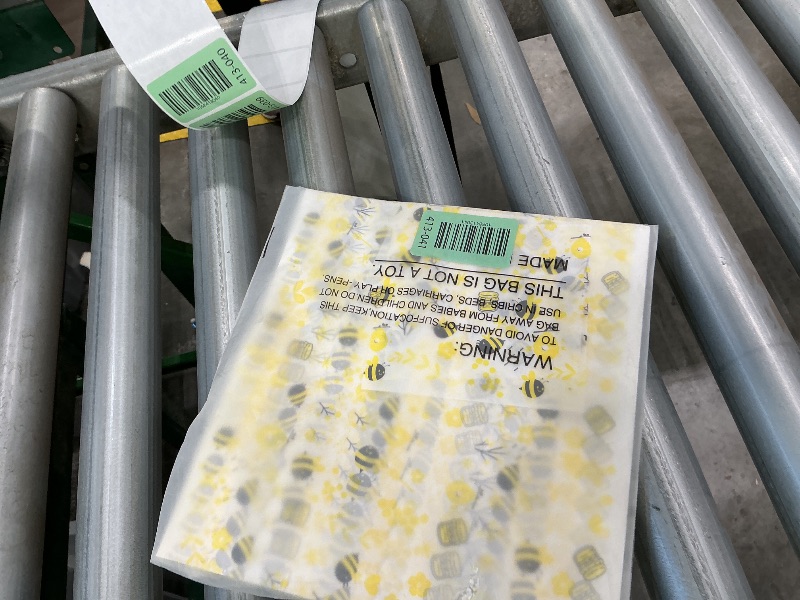 413-040
413-041
WARNING:
TO AVOID DANGER OF SUFFOCATION,KEEP THIS
BAG AWAY FROM BABIES AND CHILDREN DO NOT
USE IN CRIBS, BEDS, CARRIAGES OR PLAY-PENS.
THIS BAG IS NOT A TOY.
MADE